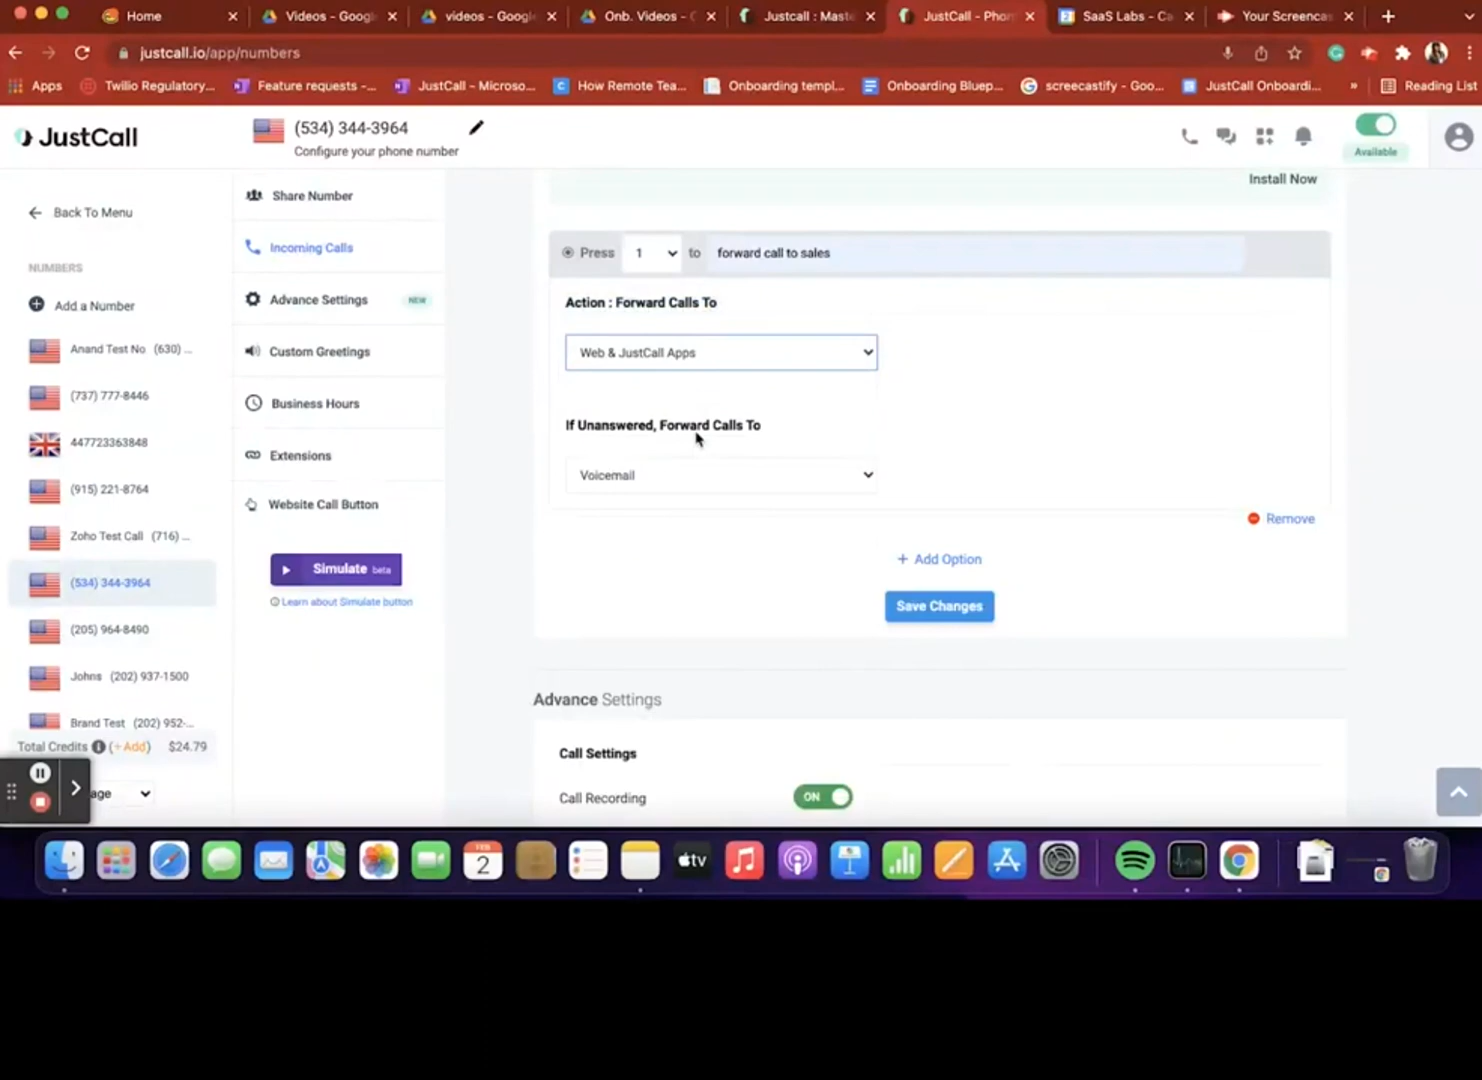 Home
Videos - Googl
videos - Google
Onb. Videos - G
Justcall : Maste
JustCall - Phon
SaaS Labs - Ca
Your Screencas
justcall.io/app/numbers
Apps
Twilio Regulatory...
Feature requests -...
JustCall – Microso...
How Remote Tea...
Onboarding templ...
Onboarding Bluep...
screecastify - Goo...
JustCall Onboardi...
»
Reading List
JustCall
(534) 344-3964
Configure your phone number
Available
Back To Menu
NUMBERS
Add a Number
Anand Test No (630) ...
(737) 777-8446
447723363848
(915) 221-8764
Zoho Test Call (716) ...
(534) 344-3964
(205) 964-8490
Johns (202) 937-1500
Brand Test (202) 952-...
Total Credits (+Add) $24.79
age
Share Number
Incoming Calls
Advance Settings NEW
Custom Greetings
Business Hours
Extensions
Website Call Button
Simulate beta
Learn about Simulate button
Install Now
Press 1 to forward call to sales
Action : Forward Calls To
Web & JustCall Apps
If Unanswered, Forward Calls To
Voicemail
Remove
+ Add Option
Save Changes
Advance Settings
Call Settings
Call Recording ON
FEB
2
tv